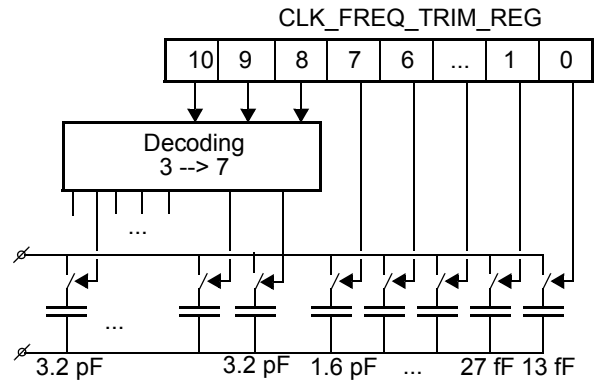 CLK_FREQ_TRIM_REG
10 9 8 7 6 ... 1 0
Decoding
3 --> 7
...
...
3.2 pF 3.2 pF 1.6 pF ... 27 fF 13 fF